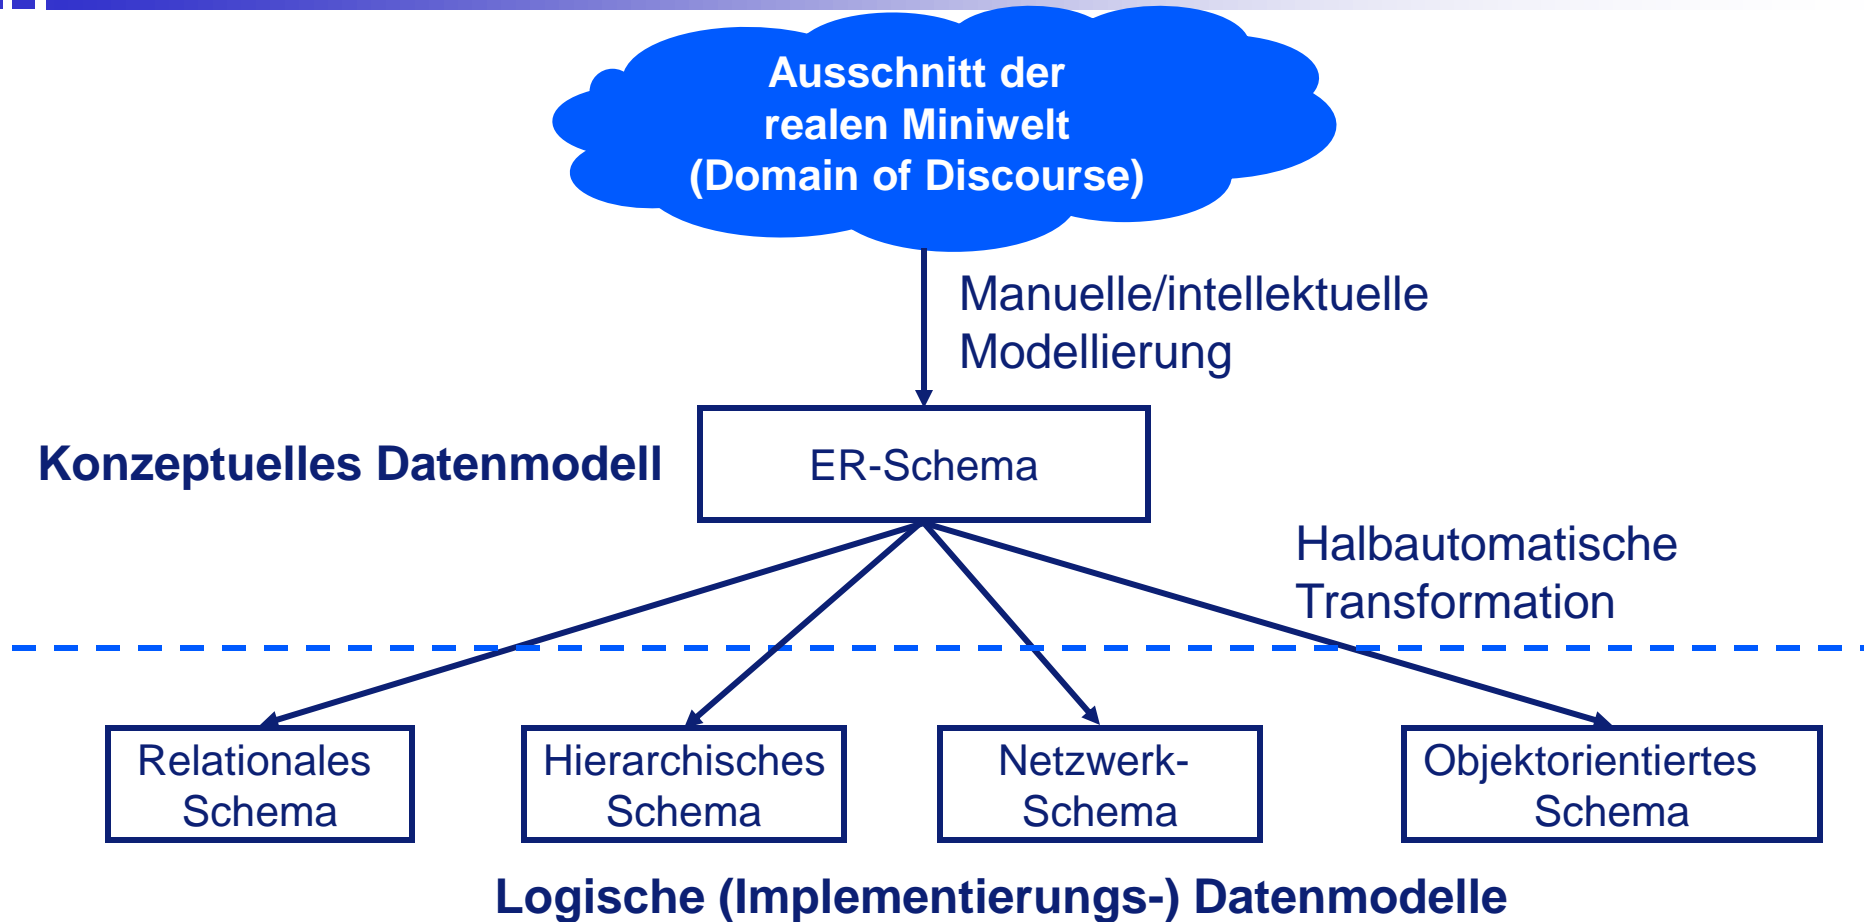 Ausschnitt der
realen Miniwelt
(Domain of Discourse)
Manuelle/intellektuelle
Modellierung
Konzeptuelles Datenmodell
ER-Schema
Halbautomatische
Transformation
Relationales
Schema
Hierarchisches
Schema
Netzwerk-
Schema
Objektorientiertes
Schema
Logische (Implementierungs-) Datenmodelle